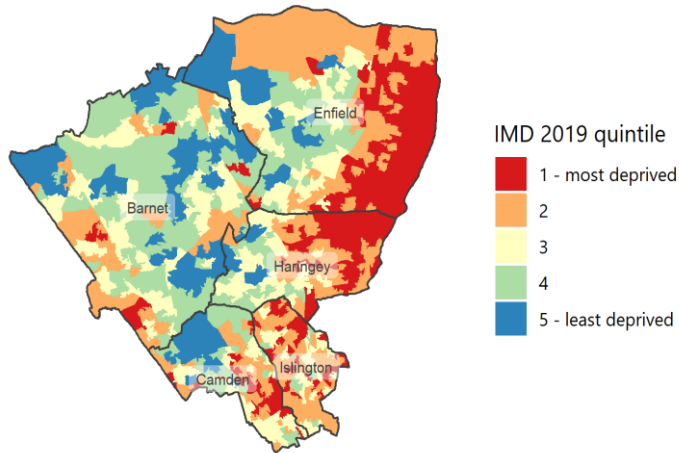 Enfield
Barnet
Haringey
Islington
Camden
IMD 2019 quintile
1 - most deprived
2
3
4
5 - least deprived